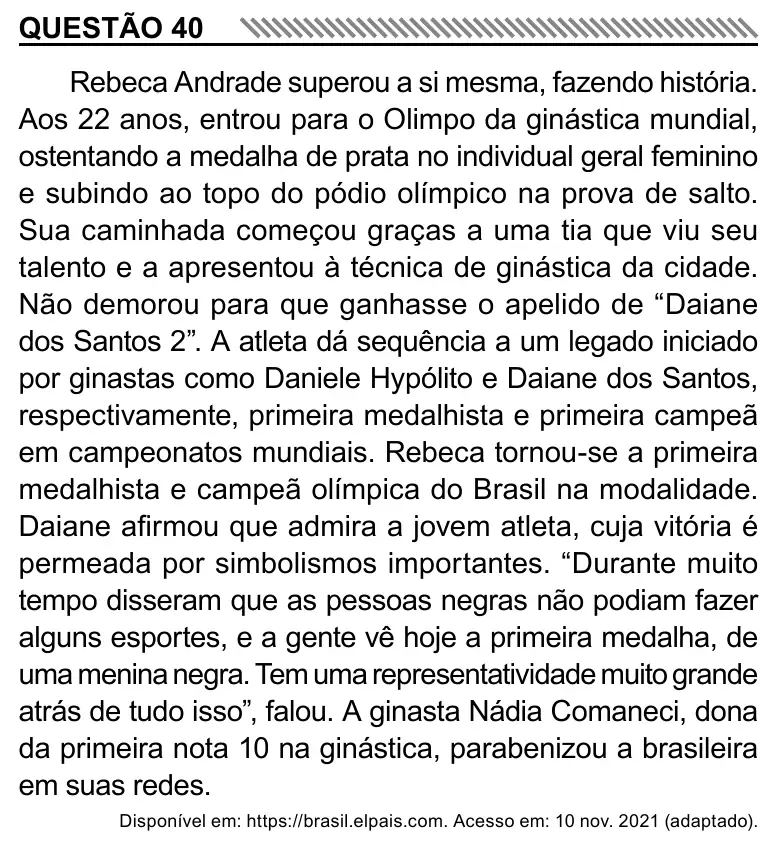 QUESTÃO 40
Rebeca Andrade superou a si mesma, fazendo história.
Aos 22 anos, entrou para o Olimpo da ginástica mundial,
ostentando a medalha de prata no individual geral feminino
e subindo ao topo do pódio olímpico na prova de salto.
Sua caminhada começou graças a uma tia que viu seu
talento e a apresentou à técnica de ginástica da cidade.
Não demorou para que ganhasse o apelido de “Daiane
dos Santos 2”. A atleta dá sequência a um legado iniciado
por ginastas como Daniele Hypólito e Daiane dos Santos,
respectivamente, primeira medalhista e primeira campeã
em campeonatos mundiais. Rebeca tornou-se a primeira
medalhista e campeã olímpica do Brasil na modalidade.
Daiane afirmou que admira a jovem atleta, cuja vitória é
permeada por simbolismos importantes. “Durante muito
tempo disseram que as pessoas negras não podiam fazer
alguns esportes, e a gente vê hoje a primeira medalha, de
uma menina negra. Tem uma representatividade muito grande
atrás de tudo isso”, falou. A ginasta Nádia Comaneci, dona
da primeira nota 10 na ginástica, parabenizou a brasileira
em suas redes.
Disponível em: https://brasil.elpais.com. Acesso em: 10 nov. 2021 (adaptado).